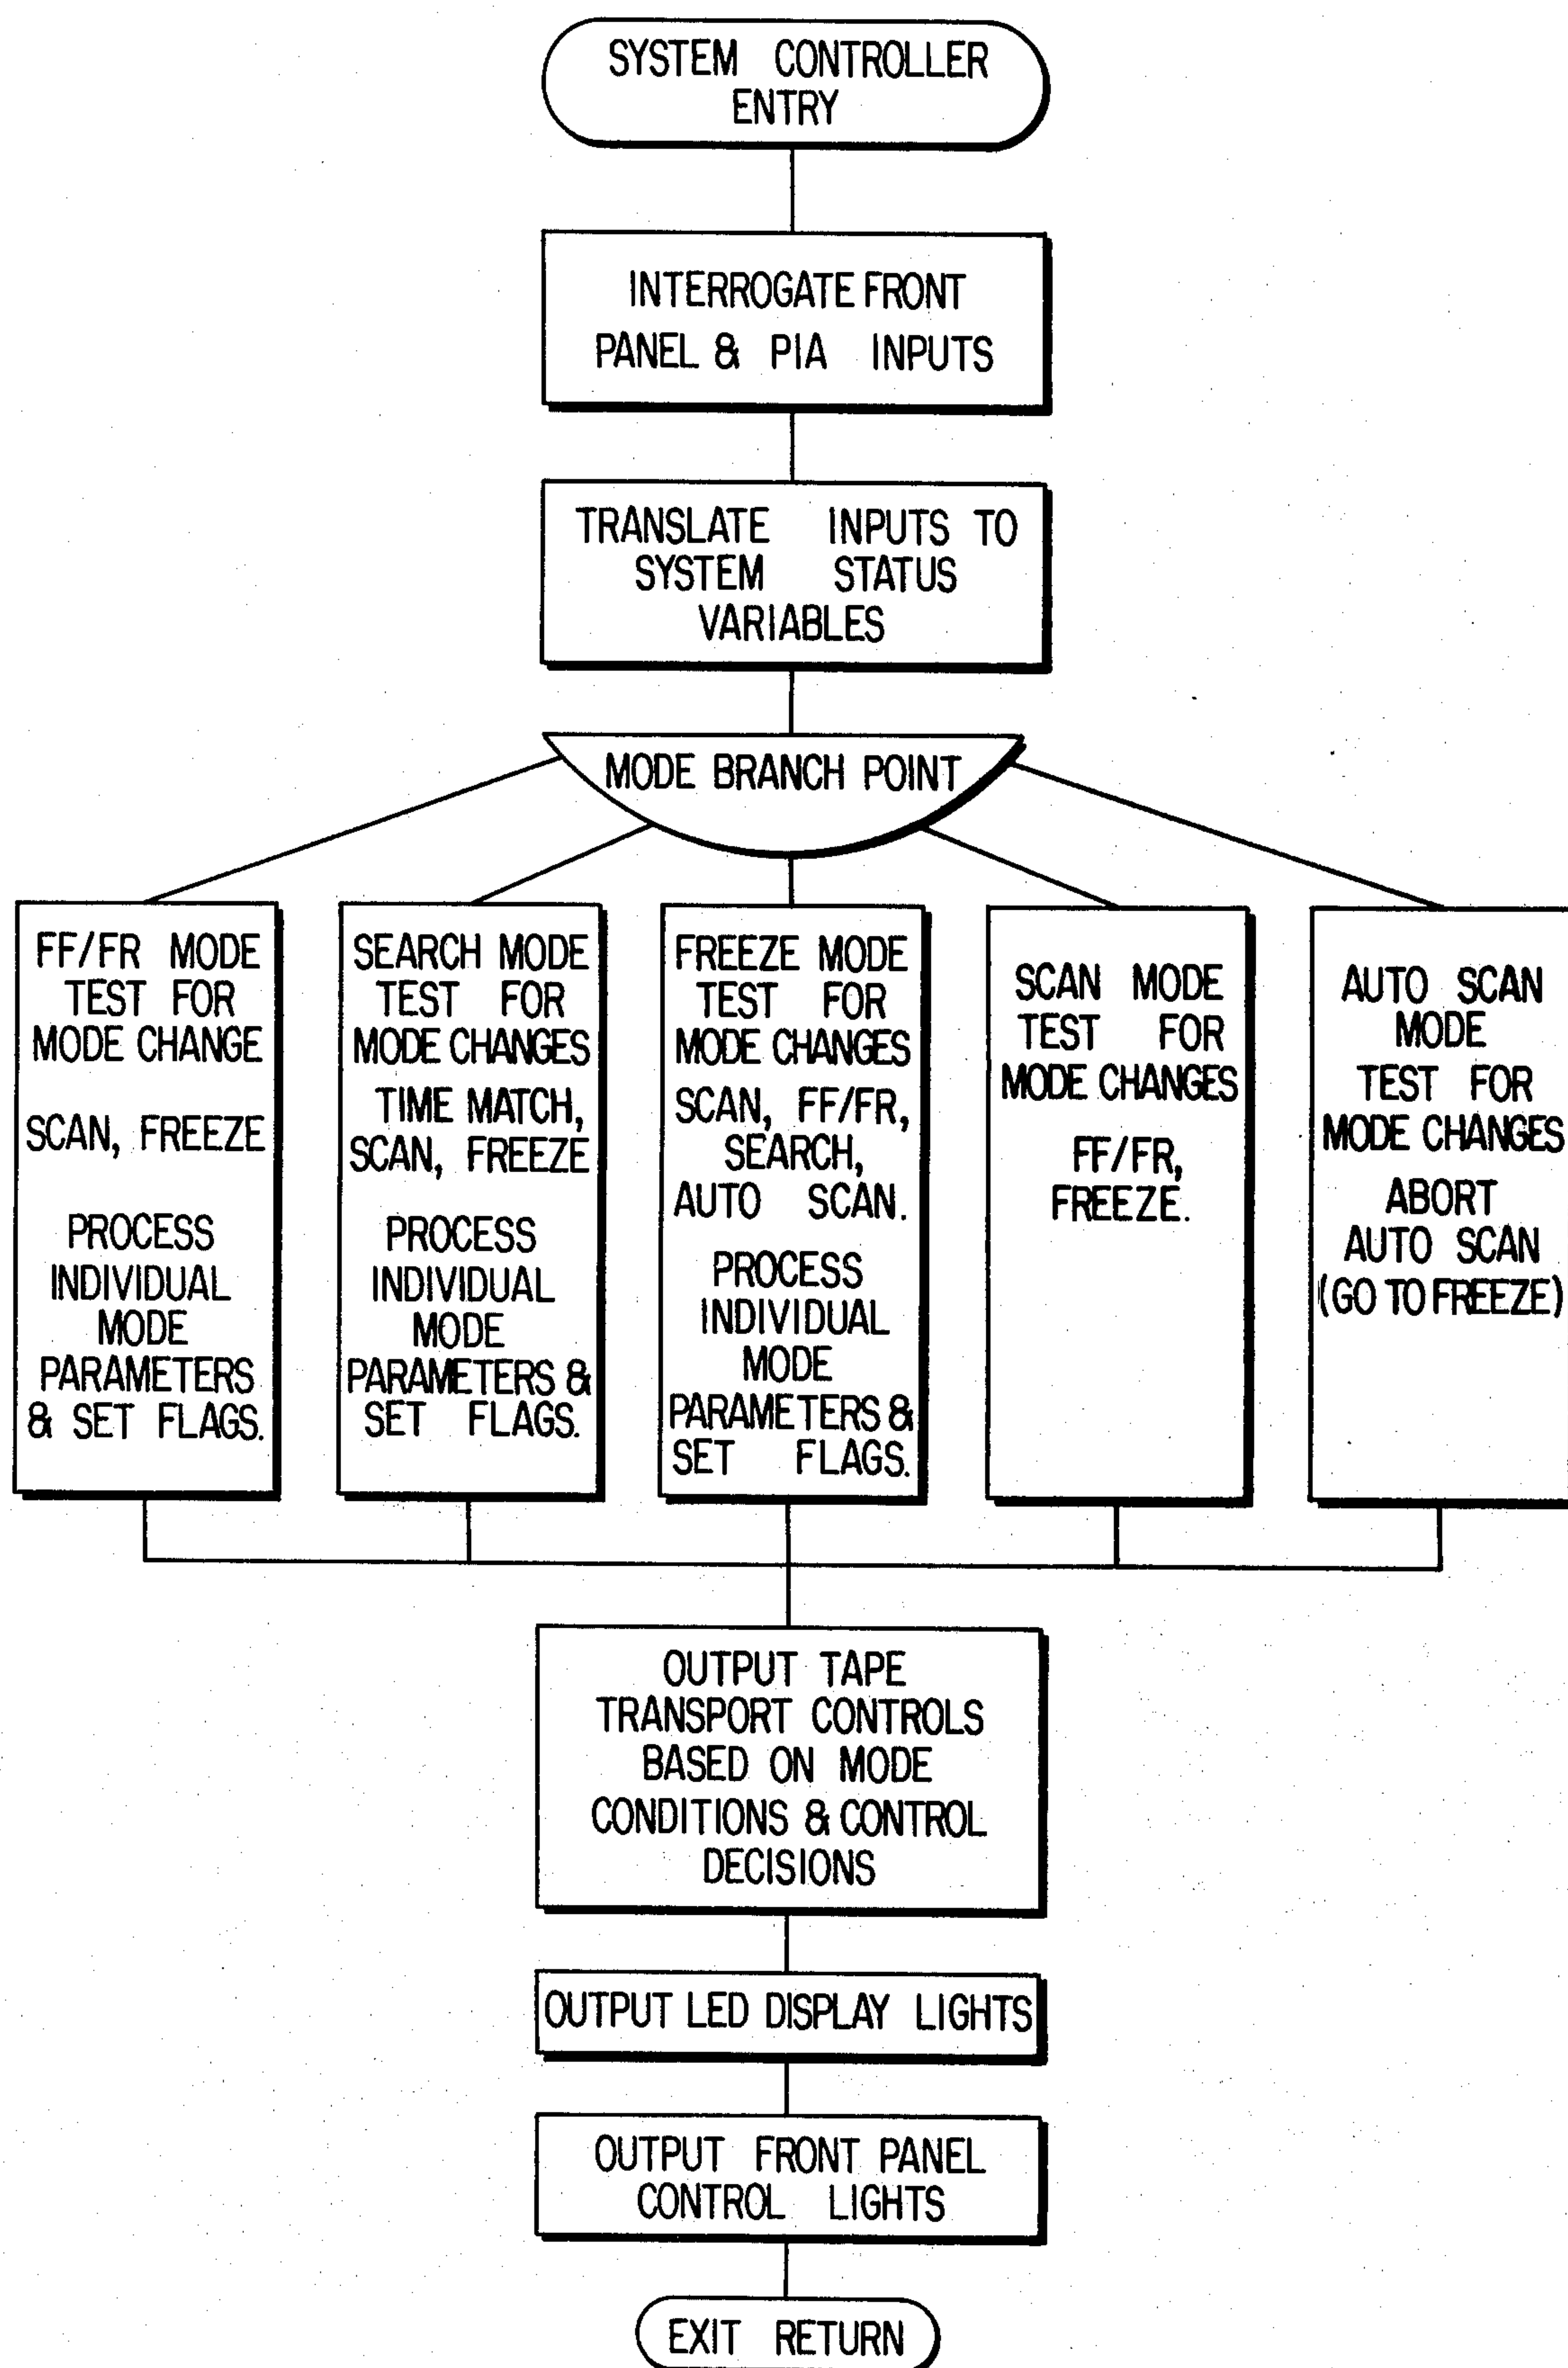 SYSTEM CONTROLLER
ENTRY
INTERROGATE FRONT
PANEL & PIA INPUTS
TRANSLATE INPUTS TO
SYSTEM STATUS
VARIABLES
MODE BRANCH POINT
FF/FR MODE
TEST FOR
MODE CHANGE
SCAN, FREEZE
PROCESS
INDIVIDUAL
MODE
PARAMETERS
& SET FLAGS.
SEARCH MODE
TEST FOR
MODE CHANGES
TIME MATCH,
SCAN, FREEZE
PROCESS
INDIVIDUAL
MODE
PARAMETERS &
SET FLAGS.
FREEZE MODE
TEST FOR
MODE CHANGES
SCAN, FF/FR,
SEARCH,
AUTO SCAN.
PROCESS
INDIVIDUAL
MODE
PARAMETERS &
SET FLAGS.
SCAN MODE
TEST FOR
MODE CHANGES
FF/FR,
FREEZE.
AUTO SCAN
MODE
TEST FOR
MODE CHANGES
ABORT
AUTO SCAN
(GO TO FREEZE)
OUTPUT TAPE
TRANSPORT CONTROLS
BASED ON MODE
CONDITIONS & CONTROL
DECISIONS
OUTPUT LED DISPLAY LIGHTS
OUTPUT FRONT PANEL
CONTROL LIGHTS
EXIT RETURN